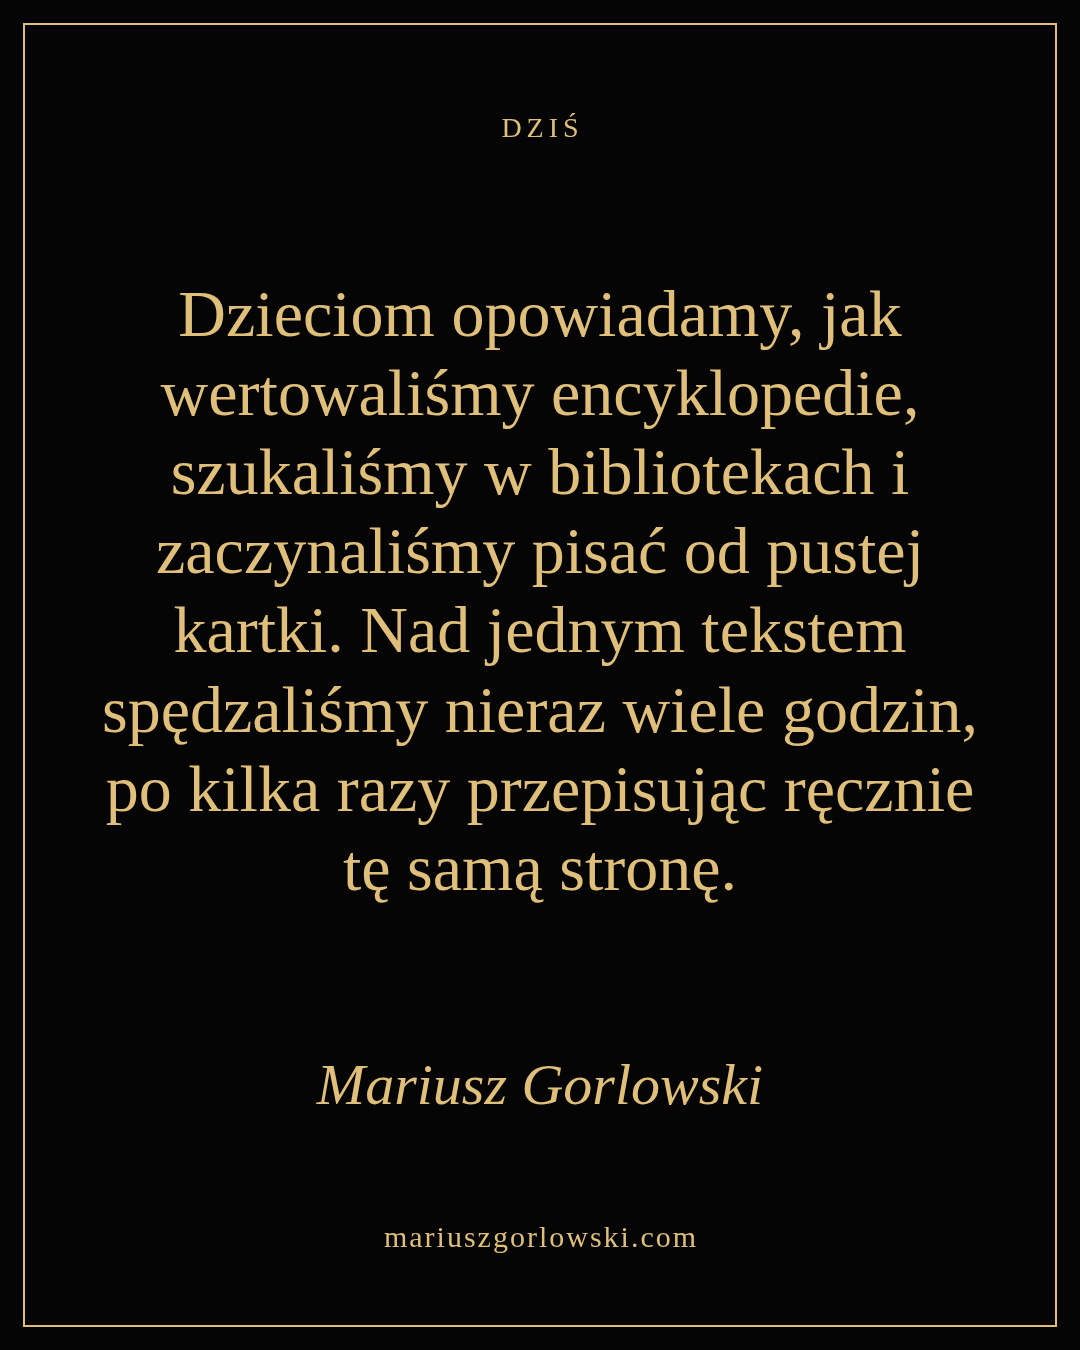 DZIŚ
Dzieciom opowiadamy, jak
wertowaliśmy encyklopedie,
szukaliśmy w bibliotekach i
zaczynaliśmy pisać od pustej
kartki. Nad jednym tekstem
spędzaliśmy nieraz wiele godzin,
po kilka razy przepisując ręcznie
tę samą stronę.
Mariusz Gorlowski
mariuszgorlowski.com